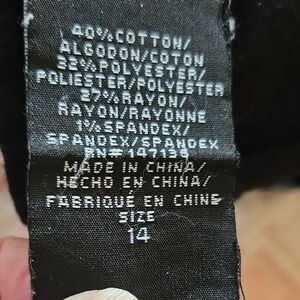 40%COTTON/
ALGODON/COTON
32%POLYESTER/
POLIESTER/POLYESTER
27%RAYON/
RAYON/RAYONNE
1%SPANDEX/
SPANDEX/SPANDEX
RN#147135
MADE IN CHINA/
HECHO EN CHINA/
FABRIQUÉ EN CHINE
SIZE
14